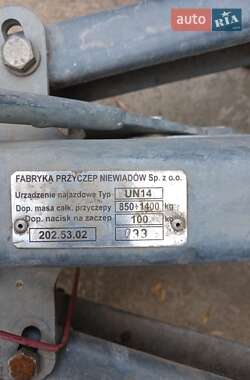 AUTO RIA
FABRYKA PRZYCZEP NIEWIADÓW Sp. z o.o.
Urządzenie najazdowe Typ UN14
Dop. masa całk. przyczepy 850÷1400 kg
Dop. nacisk na zaczep 100 kg
202.53.02